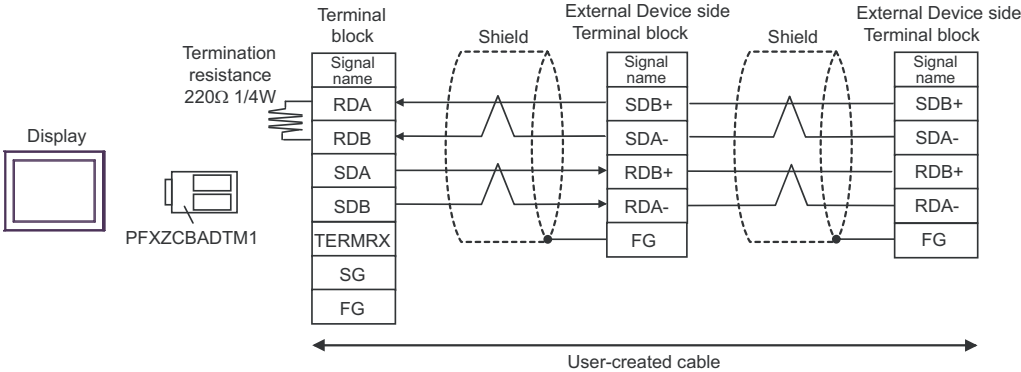 Display
PFXZCBADTM1
Termination
resistance
220Ω 1/4W
Terminal
block
Signal
name
RDA
RDB
SDA
SDB
TERMRX
SG
FG
Shield
External Device side
Terminal block
Signal
name
SDB+
SDA-
RDB+
RDA-
FG
Shield
External Device side
Terminal block
Signal
name
SDB+
SDA-
RDB+
RDA-
FG
User-created cable